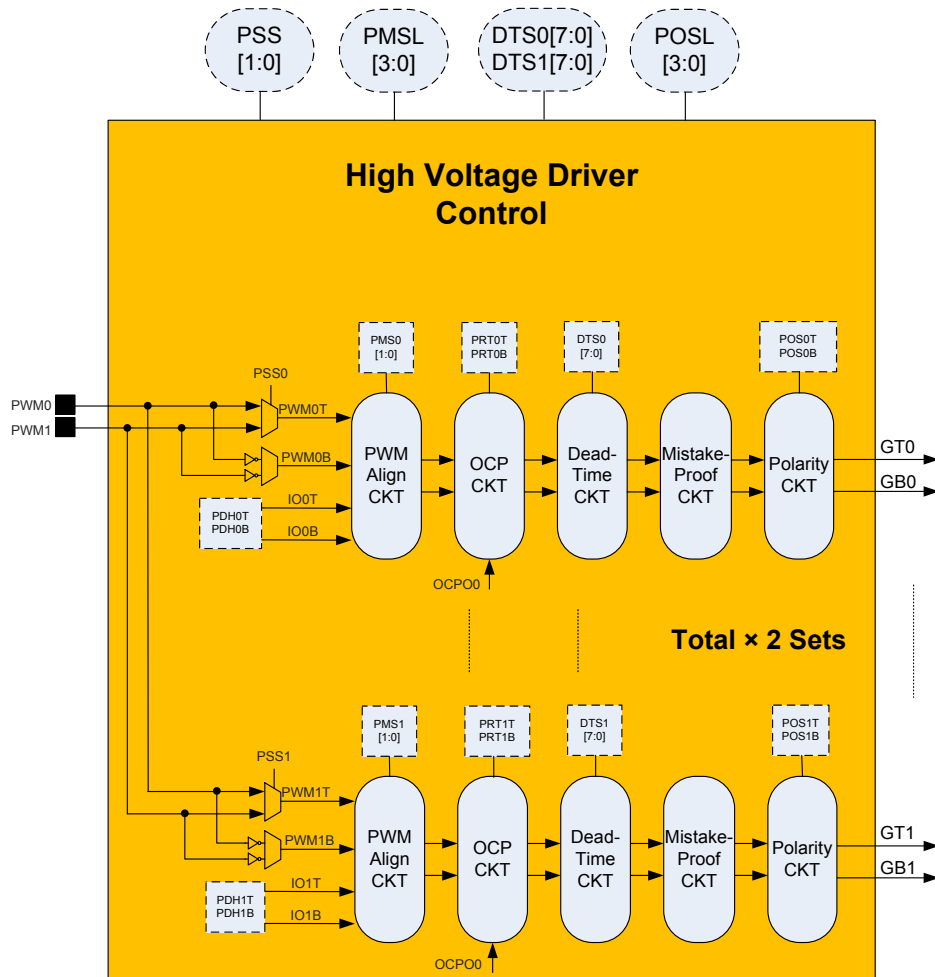 PSS
[1:0]
PMSL
[3:0]
DTS0[7:0]
DTS1[7:0]
POSL
[3:0]
High Voltage Driver
Control
PMS0
[1:0]
PRT0T
PRT0B
DTS0
[7:0]
POS0T
POS0B
PSS0
PWM0
PWM1
PWM0T
PWM0B
PDH0T
PDH0B
IO0T
IO0B
PWM
Align
CKT
OCP
CKT
Dead-
Time
CKT
Mistake-
Proof
CKT
Polarity
CKT
GT0
GB0
OCPO0
Total × 2 Sets
PMS1
[1:0]
PRT1T
PRT1B
DTS1
[7:0]
POS1T
POS1B
PSS1
PWM1T
PWM1B
PDH1T
PDH1B
IO1T
IO1B
PWM
Align
CKT
OCP
CKT
Dead-
Time
CKT
Mistake-
Proof
CKT
Polarity
CKT
GT1
GB1
OCPO0